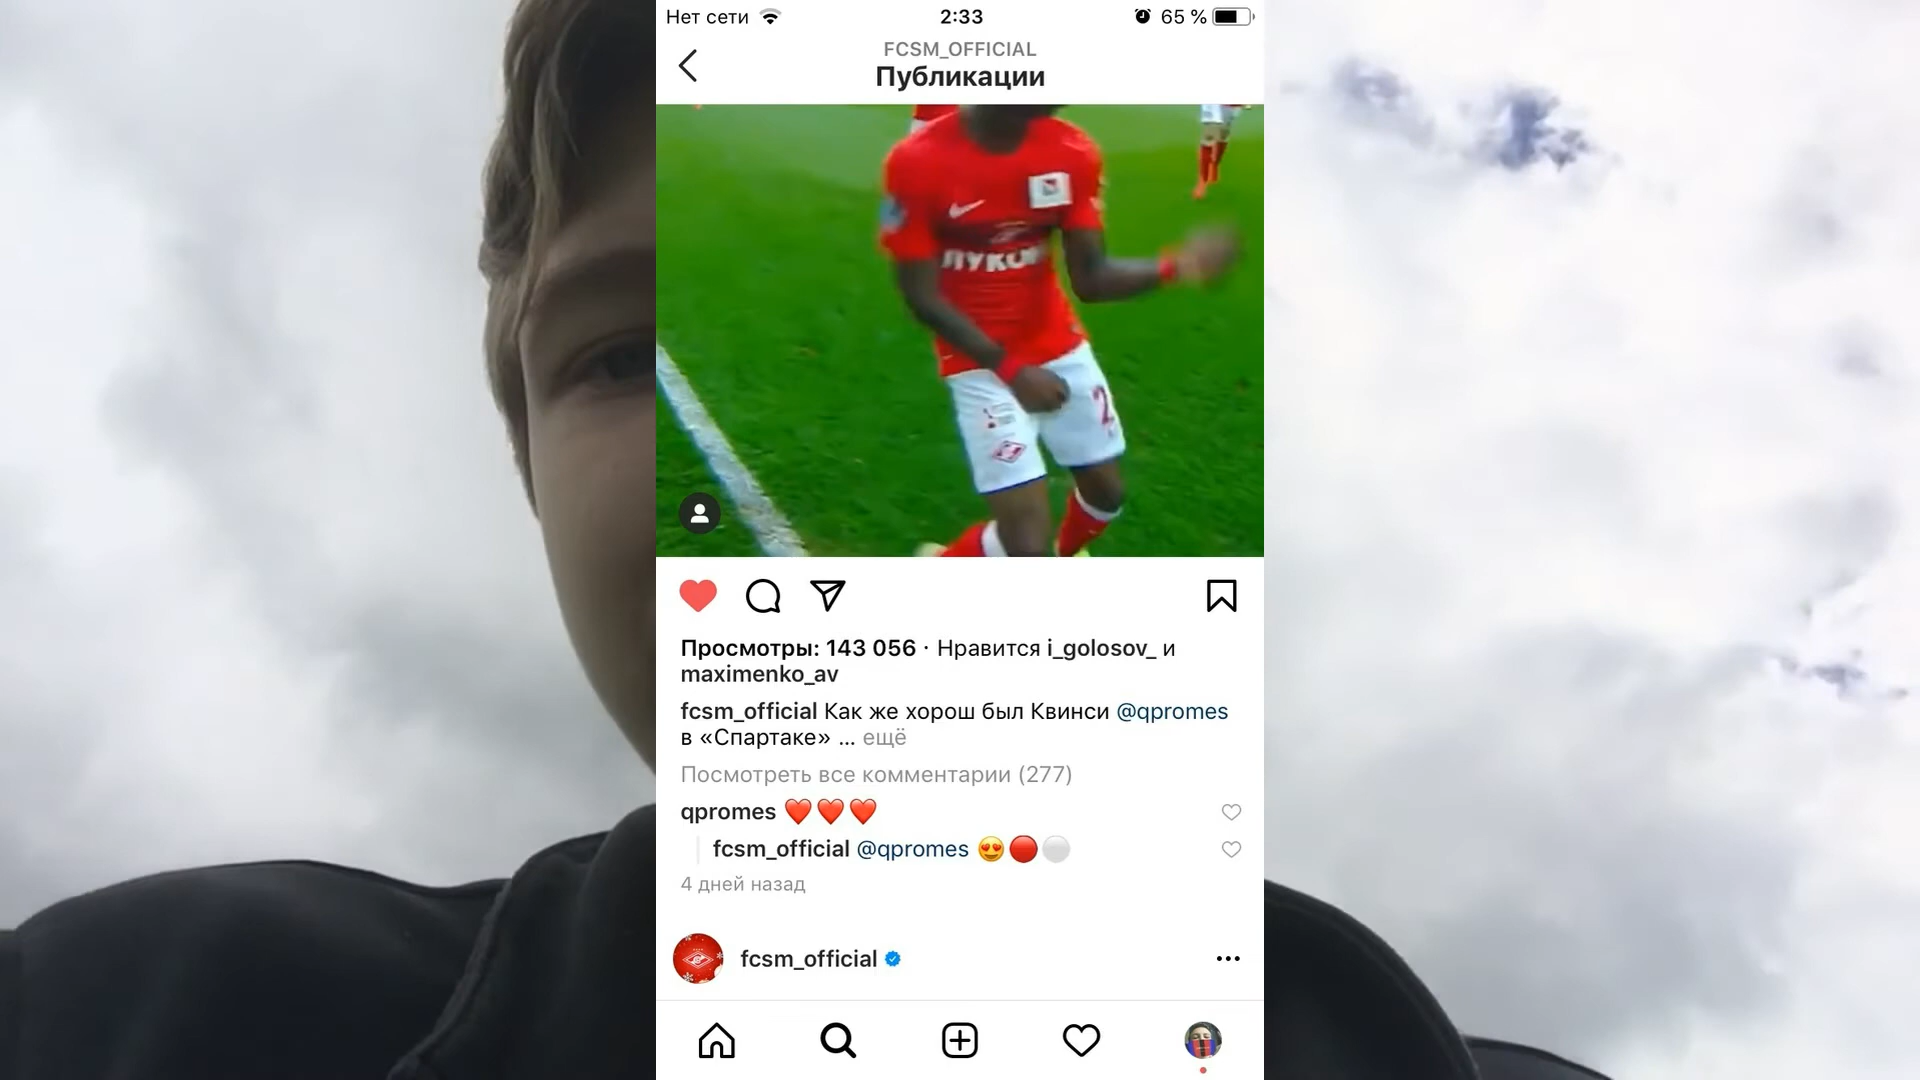 Нет сети
2:33
65 %
FCSM_OFFICIAL
Публикации
ЛУКОЙ
2
Просмотры: 143 056 · Нравится i_golosov_ и
maximenko_av
fcsm_official Как же хорош был Квинси @qpromes
в «Спартаке» ... ещё
Посмотреть все комментарии (277)
qpromes ❤️❤️❤️
fcsm_official @qpromes 😍🔴⚪
4 дней назад
fcsm_official